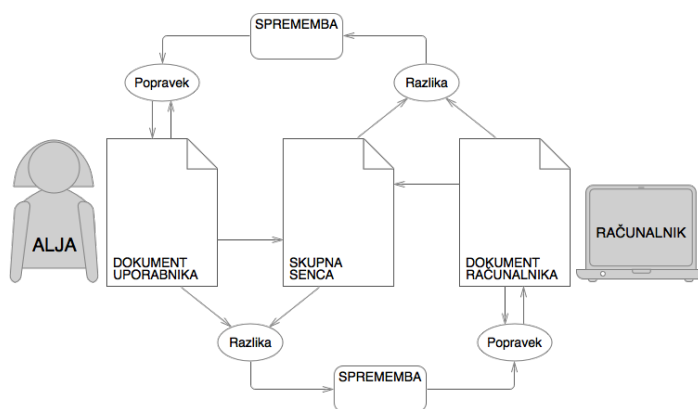 SPREMEMBA
Popravek
Razlika
ALJA
DOKUMENT
UPORABNIKA
SKUPNA
SENCA
DOKUMENT
RAČUNALNIKA
RAČUNALNIK
Razlika
Popravek
SPREMEMBA